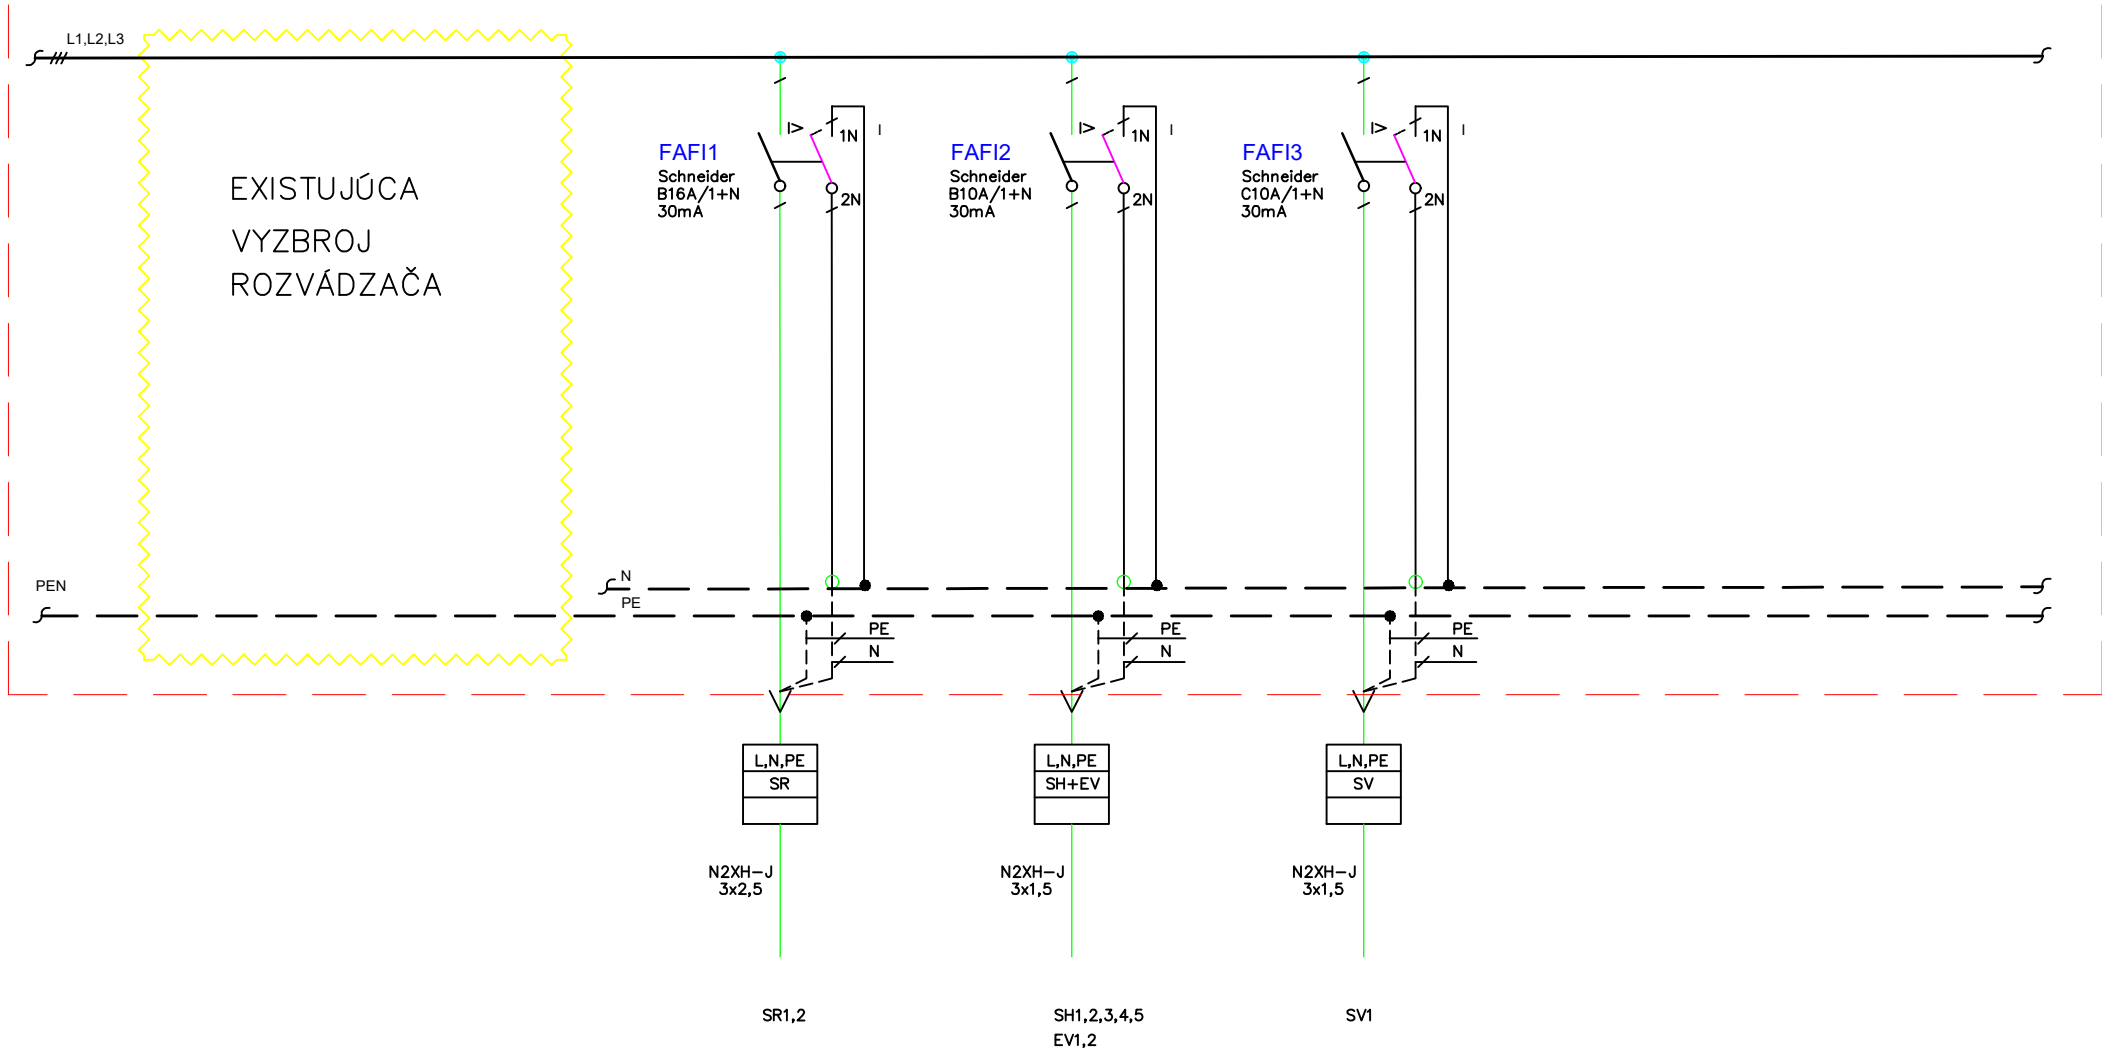 L1,L2,L3
EXISTUJÚCA
VYZBROJ
ROZVÁDZAČA
FAFI1
Schneider
B16A/1+N
30mA
I>
1N
I
2N
FAFI2
Schneider
B10A/1+N
30mA
I>
1N
I
2N
FAFI3
Schneider
C10A/1+N
30mA
I>
1N
I
2N
PEN
N
PE
PE
N
PE
N
PE
N
L,N,PE
SR
L,N,PE
SH+EV
L,N,PE
SV
N2XH-J
3x2,5
N2XH-J
3x1,5
N2XH-J
3x1,5
SR1,2
SH1,2,3,4,5
EV1,2
SV1